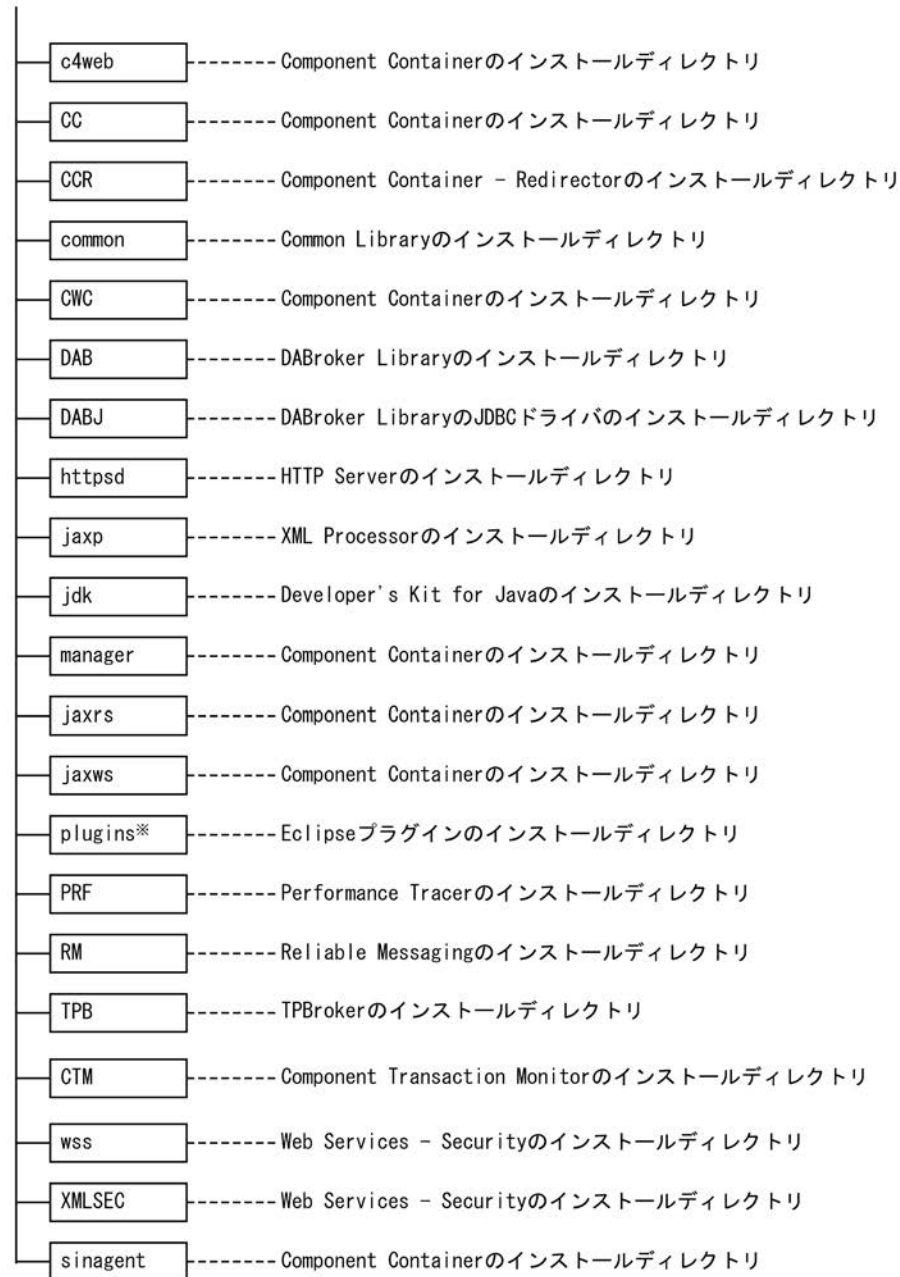 c4web Component Containerのインストールディレクトリ
CC Component Containerのインストールディレクトリ
CCR Component Container - Redirectorのインストールディレクトリ
common Common Libraryのインストールディレクトリ
CWC Component Containerのインストールディレクトリ
DAB DABroker Libraryのインストールディレクトリ
DABJ DABroker LibraryのJDBCドライバのインストールディレクトリ
httpsd HTTP Serverのインストールディレクトリ
jaxp XML Processorのインストールディレクトリ
jdk Developer's Kit for Javaのインストールディレクトリ
manager Component Containerのインストールディレクトリ
jaxrs Component Containerのインストールディレクトリ
jaxws Component Containerのインストールディレクトリ
plugins※ Eclipseプラグインのインストールディレクトリ
PRF Performance Tracerのインストールディレクトリ
RM Reliable Messagingのインストールディレクトリ
TPB TPBrokerのインストールディレクトリ
CTM Component Transaction Monitorのインストールディレクトリ
wss Web Services - Securityのインストールディレクトリ
XMLSEC Web Services - Securityのインストールディレクトリ
sinagent Component Containerのインストールディレクトリ